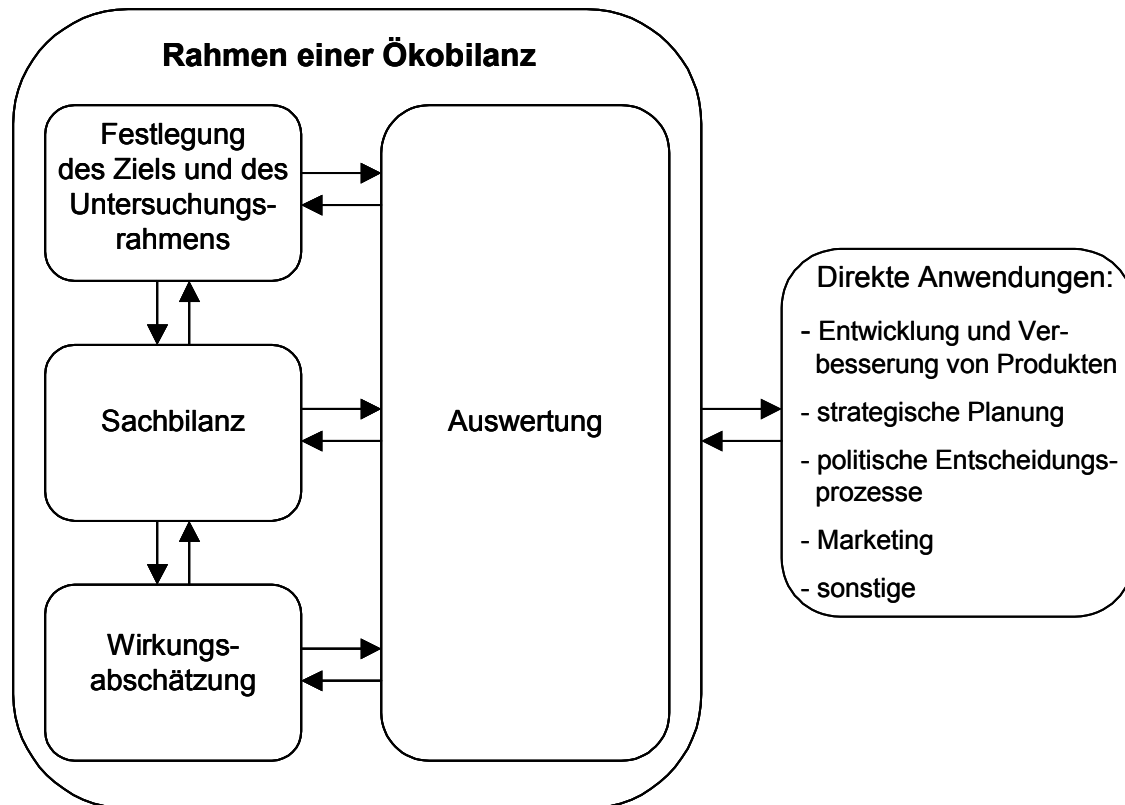 Rahmen einer Ökobilanz
Festlegung
des Ziels und des
Untersuchungs-
rahmens
Sachbilanz
Wirkungs-
abschätzung
Auswertung
Direkte Anwendungen:
- Entwicklung und Ver-
besserung von Produkten
- strategische Planung
- politische Entscheidungs-
prozesse
- Marketing
- sonstige